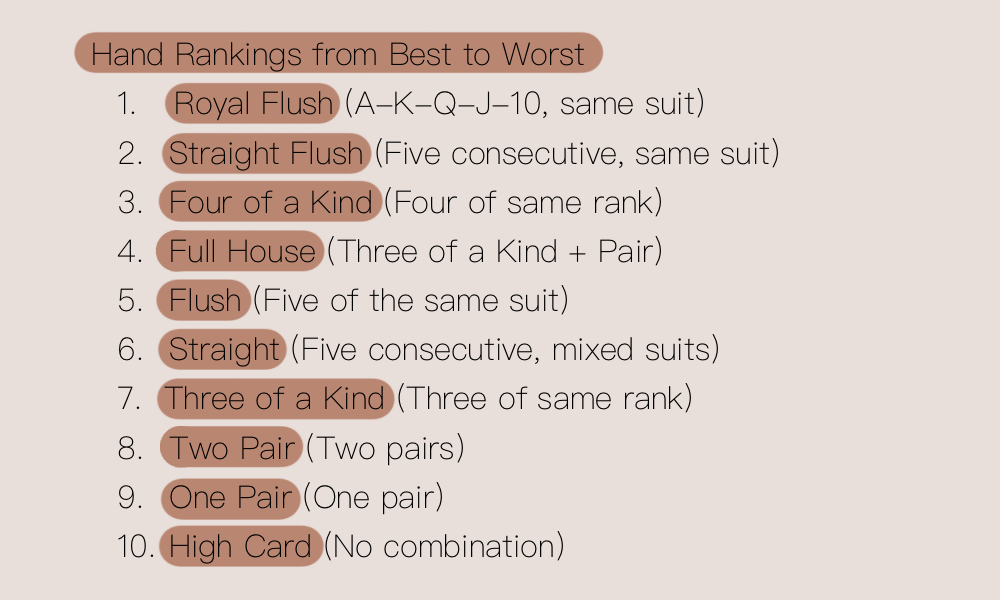 Hand Rankings from Best to Worst
1. Royal Flush (A–K–Q–J–10, same suit)
2. Straight Flush (Five consecutive, same suit)
3. Four of a Kind (Four of same rank)
4. Full House (Three of a Kind + Pair)
5. Flush (Five of the same suit)
6. Straight (Five consecutive, mixed suits)
7. Three of a Kind (Three of same rank)
8. Two Pair (Two pairs)
9. One Pair (One pair)
10. High Card (No combination)